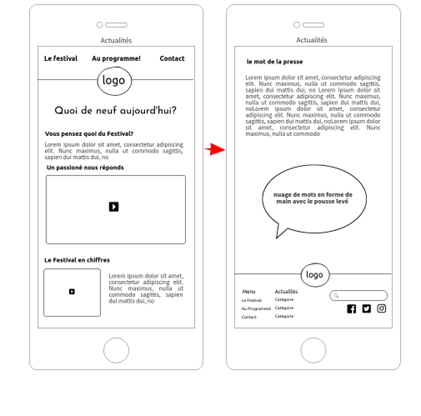 Actualités
Le festival Au programme! Contact
logo
Quoi de neuf aujourd'hui?
Vous pensez quoi du Festival?
Lorem ipsum dolor sit amet, consectetur adipiscing
elit. Nunc maximus, nulla ut commodo sagittis,
sapien dui mattis dui, no
Un passioné nous réponds
Le Festival en chiffres
Lorem ipsum dolor sit amet,
consectetur adipiscing elit.
Nunc maximus, nulla ut
commodo sagittis, sapien
dui mattis dui, no
Actualités
le mot de la presse
Lorem ipsum dolor sit amet, consectetur adipiscing
elit. Nunc maximus, nulla ut commodo sagittis,
sapien mattis dui, no Lorem ipsum dolor sit
amet, consectetur adipiscing elit. Nunc maximus,
nulla ut commodo sagittis, sapien dui mattis dui,
noLorem ipsum dolor sit amet, consectetur
adipiscing elit. Nunc maximus, nulla ut commodo
sagittis, sapien dui mattis dui, noLorem ipsum dolor
sit amet, consectetur adipiscing elit. Nunc
maximus, nulla ut commodo
nuage de mots en forme de
main avec le pousse levé
logo
Menu Actualités
Le Festival Catégorie
Au Programme! Catégorie
Contact Catégorie